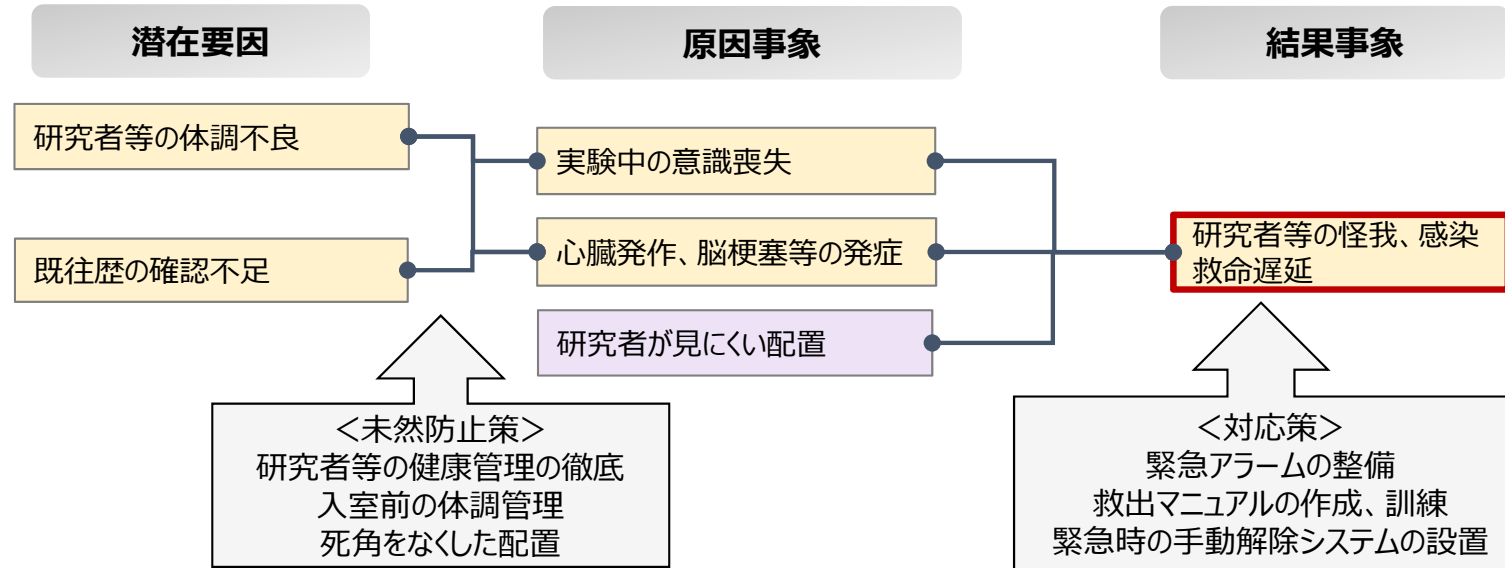 潜在要因
原因事象
結果事象
研究者等の体調不良
既往歴の確認不足
実験中の意識喪失
心臓発作、脳梗塞等の発症
研究者が見にくい配置
研究者等の怪我、感染
救命遅延
＜未然防止策＞
研究者等の健康管理の徹底
入室前の体調管理
死角をなくした配置
＜対応策＞
緊急アラームの整備
救出マニュアルの作成、訓練
緊急時の手動解除システムの設置